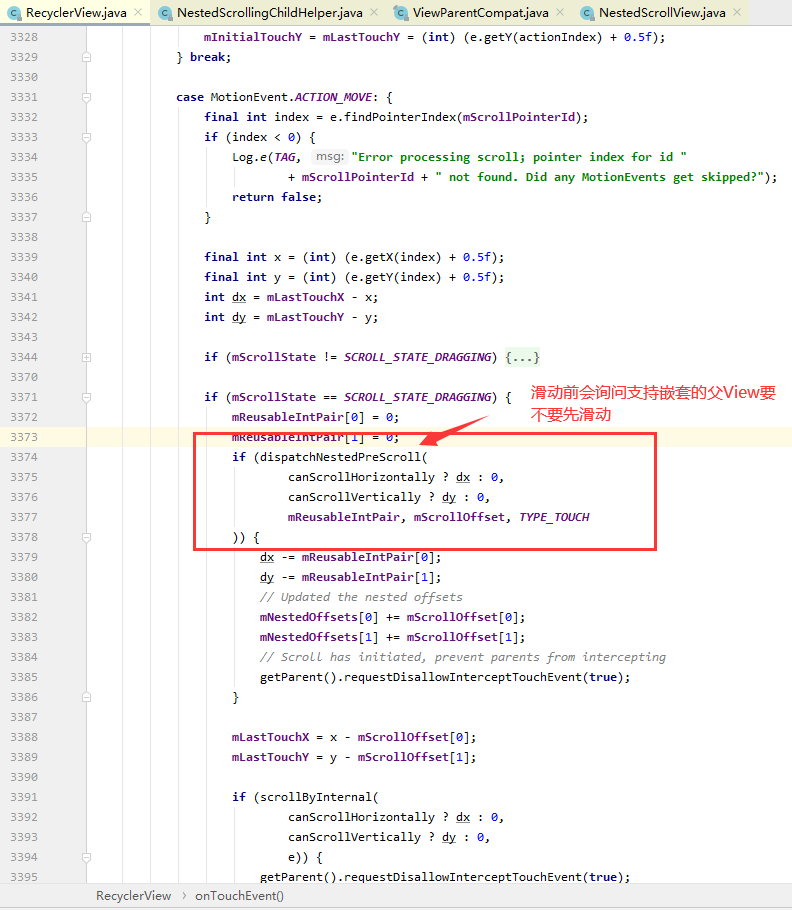 RecyclerView.java × NestedScrollingChildHelper.java × ViewParentCompat.java × NestedScrollView.java ×
3328 mInitialTouchY = mLastTouchY = (int) (e.getY(actionIndex) + 0.5f);
3329 } break;
3330
3331 case MotionEvent.ACTION_MOVE: {
3332 final int index = e.findPointerIndex(mScrollPointerId);
3333 if (index < 0) {
3334 Log.e(TAG, msg: "Error processing scroll; pointer index for id "
3335 + mScrollPointerId + " not found. Did any MotionEvents get skipped?");
3336 return false;
3337 }
3338
3339 final int x = (int) (e.getX(index) + 0.5f);
3340 final int y = (int) (e.getY(index) + 0.5f);
3341 int dx = mLastTouchX - x;
3342 int dy = mLastTouchY - y;
3343
3344 if (mScrollState != SCROLL_STATE_DRAGGING) {...}
3370
3371 if (mScrollState == SCROLL_STATE_DRAGGING) {
滑动前会询问支持嵌套的父View要
不要先滑动
3372 mReusableIntPair[0] = 0;
3373 mReusableIntPair[1] = 0;
3374 if (dispatchNestedPreScroll(
3375 canScrollHorizontally ? dx : 0,
3376 canScrollVertically ? dy : 0,
3377 mReusableIntPair, mScrollOffset, TYPE_TOUCH
3378 )) {
3379 dx -= mReusableIntPair[0];
3380 dy -= mReusableIntPair[1];
3381 // Updated the nested offsets
3382 mNestedOffsets[0] += mScrollOffset[0];
3383 mNestedOffsets[1] += mScrollOffset[1];
3384 // Scroll has initiated, prevent parents from intercepting
3385 getParent().requestDisallowInterceptTouchEvent(true);
3386 }
3387
3388 mLastTouchX = x - mScrollOffset[0];
3389 mLastTouchY = y - mScrollOffset[1];
3390
3391 if (scrollByInternal(
3392 canScrollHorizontally ? dx : 0,
3393 canScrollVertically ? dy : 0,
3394 e)) {
3395 getParent().requestDisallowInterceptTouchEvent(true);
RecyclerView › onTouchEvent()